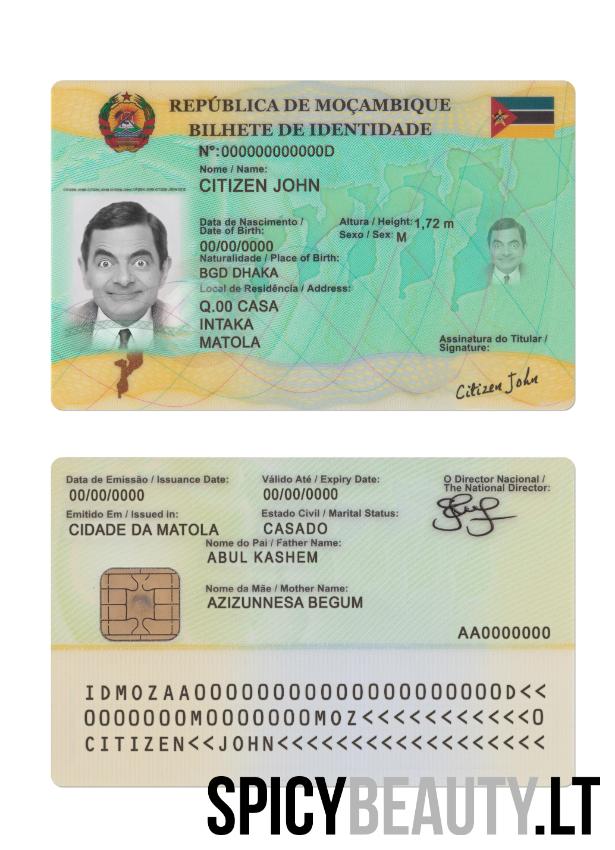 REPÚBLICA DE MOÇAMBIQUE
BILHETE DE IDENTIDADE
Nº:000000000000D
Nome / Name:
CITIZEN JOHN
Data de Nascimento /
Date of Birth:
00/00/0000
Altura / Height: 1,72 m
Sexo / Sex: M
Naturalidade / Place of Birth:
BGD DHAKA
Local de Residência / Address:
Q.00 CASA
INTAKA
MATOLA
Assinatura do Titular /
Signature:
Citizen John
Data de Emissão / Issuance Date:
00/00/0000
Válido Até / Expiry Date:
00/00/0000
O Director Nacional /
The National Director:
Emitido Em / Issued in:
CIDADE DA MATOLA
Estado Civil / Marital Status:
CASADO
Nome do Pai / Father Name:
ABUL KASHEM
Nome da Mãe / Mother Name:
AZIZUNNESA BEGUM
AA0000000
IDMOZAA0000000000000000000000D<<
0000000M0000000MOZ<<<<<<<<<<<0
CITIZEN<<JOHN<<<<<<<<<<<<<<<<<
SPICYBEAUTY.LT